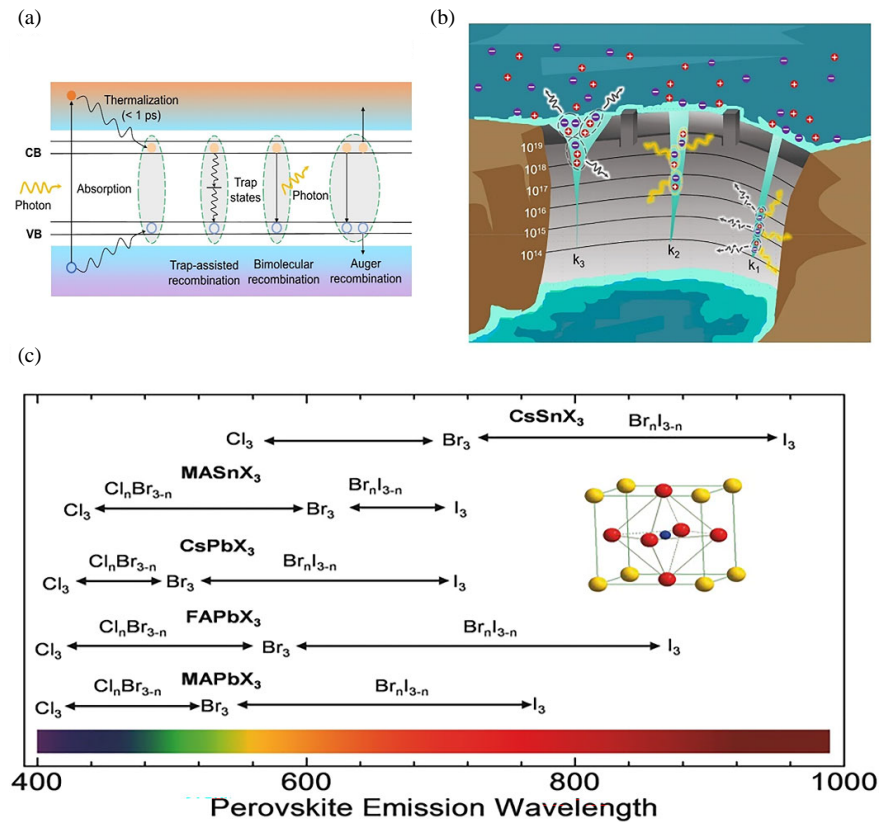 (a)
Thermalization
(< 1 ps)
CB
Absorption
Trap
states
Photon
Photon
VB
Trap-assisted
recombination
Bimolecular
recombination
Auger
recombination
(b)
10¹⁹
10¹⁸
10¹⁷
10¹⁶
10¹⁵
10¹⁴
k₃
k₂
k₁
(c)
CsSnX₃
Cl₃
Br₃
BrₙI₃₋ₙ
I₃
MASnX₃
Cl₃
ClₙBr₃₋ₙ
Br₃
BrₙI₃₋ₙ
I₃
CsPbX₃
Cl₃
ClₙBr₃₋ₙ
Br₃
BrₙI₃₋ₙ
I₃
FAPbX₃
Cl₃
ClₙBr₃₋ₙ
Br₃
BrₙI₃₋ₙ
I₃
MAPbX₃
Cl₃
ClₙBr₃₋ₙ
Br₃
BrₙI₃₋ₙ
I₃
400 600 800 1000
Perovskite Emission Wavelength